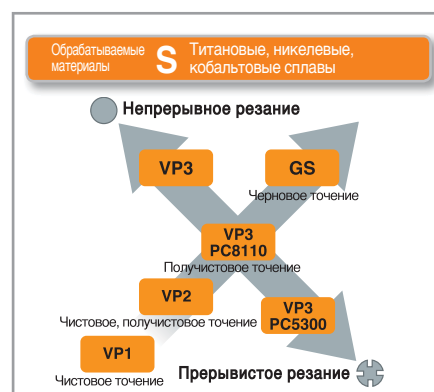 Обрабатываемые
материалы
S
Титановые, никелевые,
кобальтовые сплавы
Непрерывное резание
VP3
GS
Черновое точение
VP3
PC8110
Получистовое точение
VP2
Чистовое, получистовое точение
VP3
PC5300
VP1
Чистовое точение
Прерывистое резание